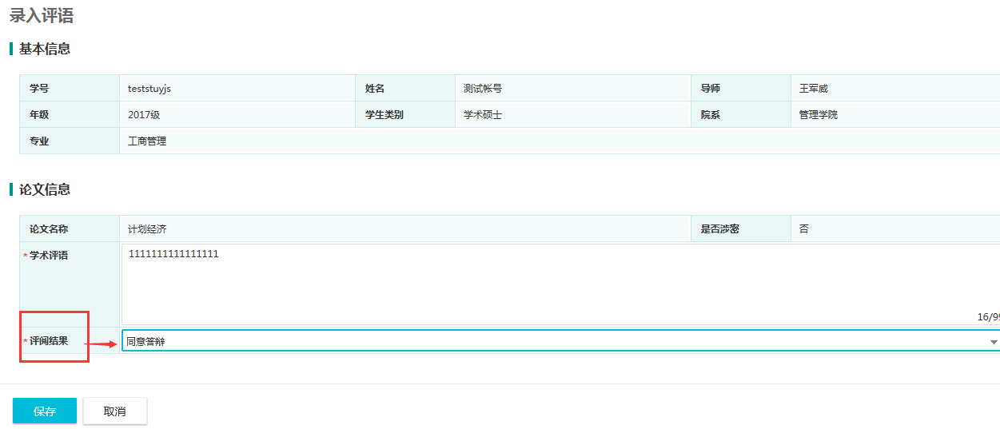 录入评语
基本信息
学号 teststuyjs 姓名 测试帐号 导师 王军威
年级 2017级 学生类别 学术硕士 院系 管理学院
专业 工商管理
论文信息
论文名称 计划经济 是否涉密 否
*学术评语 1111111111111111
16/99
*评阅结果 同意答辩
保存 取消